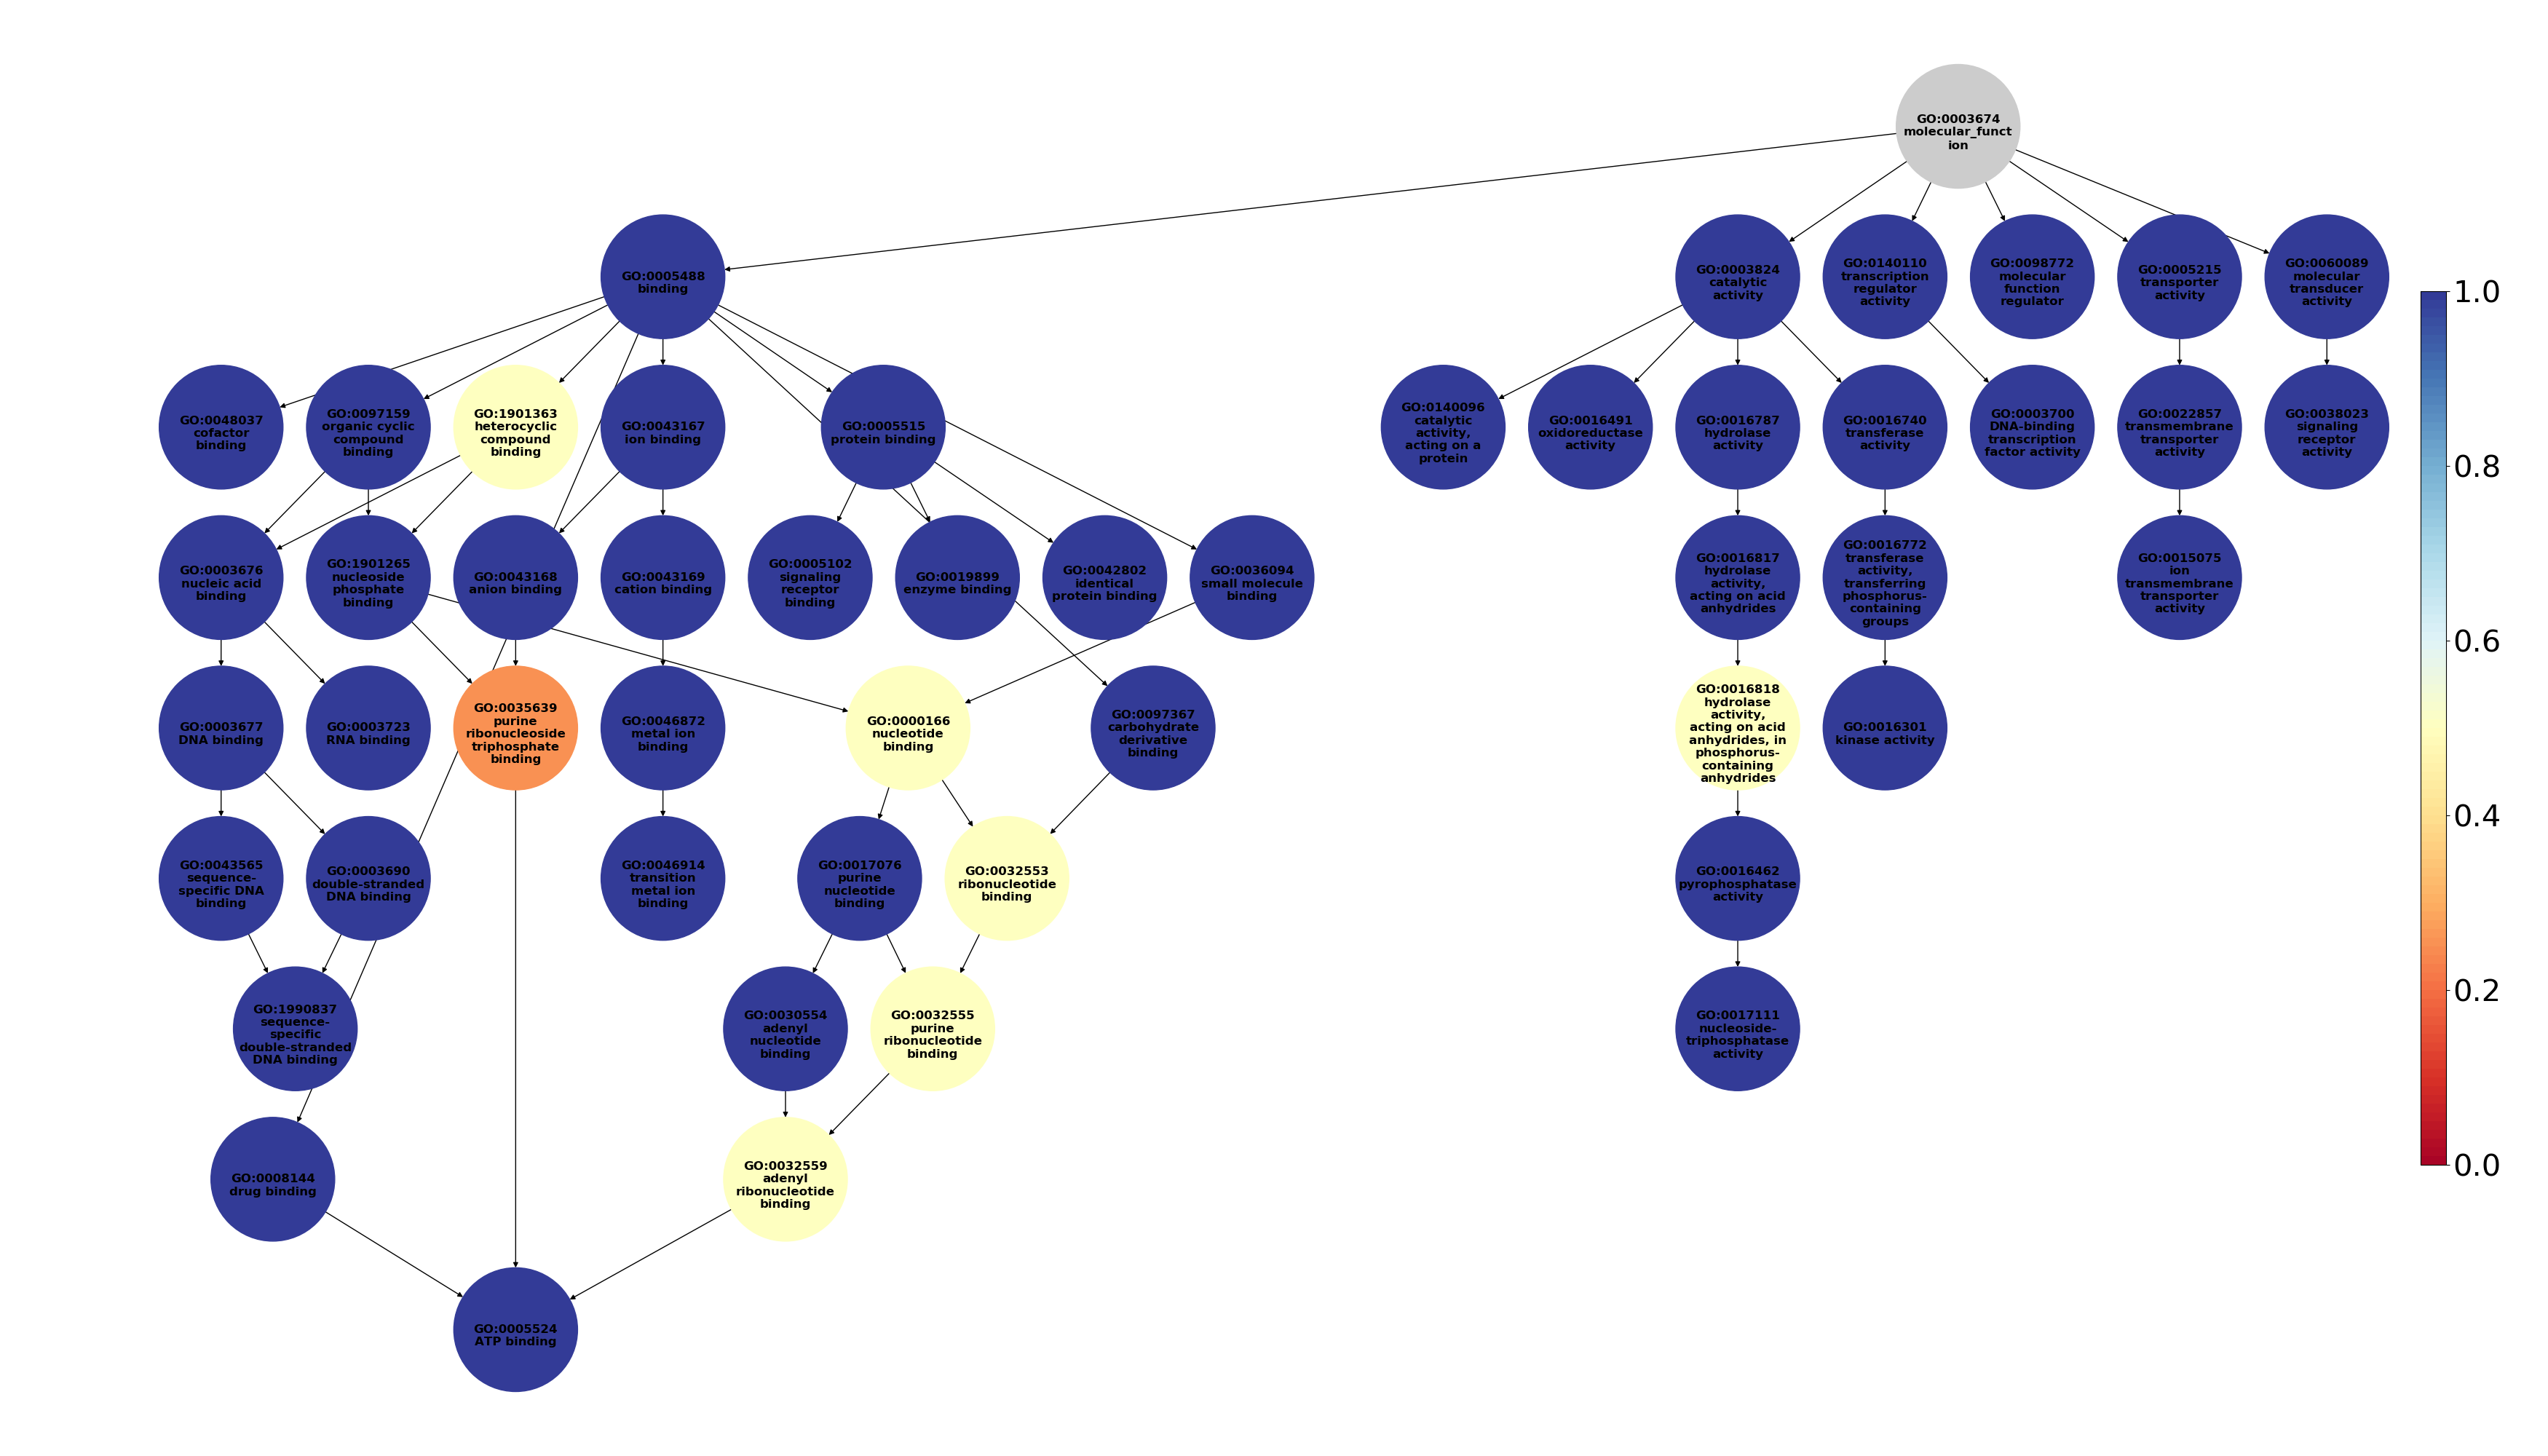 GO:0003674
molecular_funct
ion
GO:0005488
binding
GO:0003824
catalytic
activity
GO:0140110
transcription
regulator
activity
GO:0098772
molecular
function
regulator
GO:0005215
transporter
activity
GO:0060089
molecular
transducer
activity
GO:0048037
cofactor
binding
GO:0097159
organic cyclic
compound
binding
GO:1901363
heterocyclic
compound
binding
GO:0043167
ion binding
GO:0005515
protein binding
GO:0140096
catalytic
activity,
acting on a
protein
GO:0016491
oxidoreductase
activity
GO:0016787
hydrolase
activity
GO:0016740
transferase
activity
GO:0003700
DNA-binding
transcription
factor activity
GO:0022857
transmembrane
transporter
activity
GO:0038023
signaling
receptor
activity
GO:0003676
nucleic acid
binding
GO:1901265
nucleoside
phosphate
binding
GO:0043168
anion binding
GO:0043169
cation binding
GO:0005102
signaling
receptor
binding
GO:0019899
enzyme binding
GO:0042802
identical
protein binding
GO:0036094
small molecule
binding
GO:0016817
hydrolase
activity,
acting on acid
anhydrides
GO:0016772
transferase
activity,
transferring
phosphorus-
containing
groups
GO:0015075
ion
transmembrane
transporter
activity
GO:0003677
DNA binding
GO:0003723
RNA binding
GO:0035639
purine
ribonucleoside
triphosphate
binding
GO:0046872
metal ion
binding
GO:0000166
nucleotide
binding
GO:0097367
carbohydrate
derivative
binding
GO:0016818
hydrolase
activity,
acting on acid
anhydrides, in
phosphorus-
containing
anhydrides
GO:0016301
kinase activity
GO:0043565
sequence-
specific DNA
binding
GO:0003690
double-stranded
DNA binding
GO:0046914
transition
metal ion
binding
GO:0017076
purine
nucleotide
binding
GO:0032553
ribonucleotide
binding
GO:0016462
pyrophosphatase
activity
GO:1990837
sequence-
specific
double-stranded
DNA binding
GO:0030554
adenyl
nucleotide
binding
GO:0032555
purine
ribonucleotide
binding
GO:0017111
nucleoside-
triphosphatase
activity
GO:0008144
drug binding
GO:0032559
adenyl
ribonucleotide
binding
GO:0005524
ATP binding
1.0
0.8
0.6
0.4
0.2
0.0